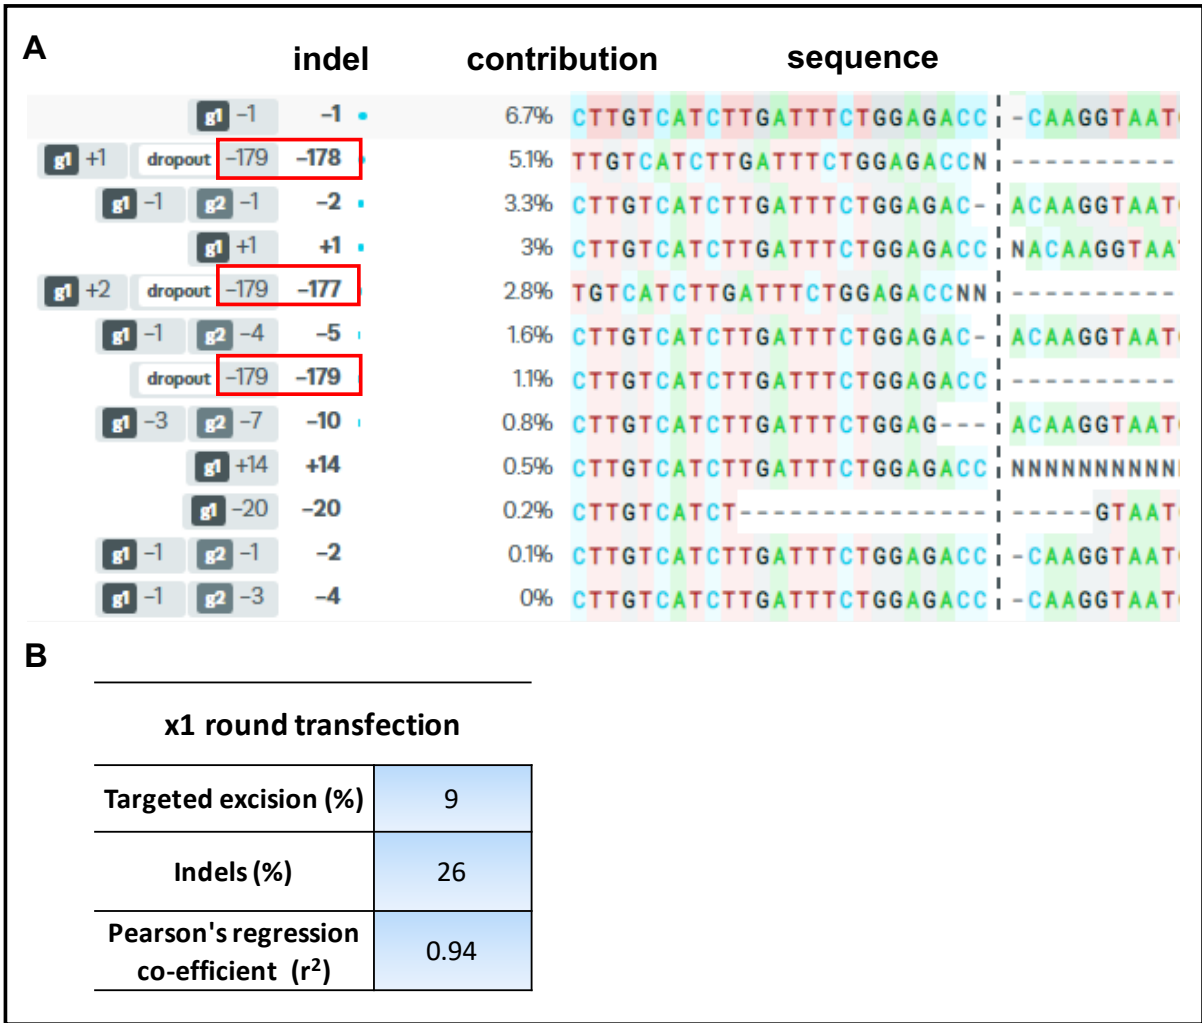 A
indel contribution sequence
g1 −1 −1 6.7% CTTGTCATCTTGATTTCTGGAGACC ¦ -CAAGGTAAT
g1 +1 dropout −179 −178 5.1% TTGTCATCTTGATTTCTGGAGACCN ¦ ----------
g1 −1 g2 −1 −2 3.3% CTTGTCATCTTGATTTCTGGAGAC- ¦ ACAAGGTAAT
g1 +1 +1 3% CTTGTCATCTTGATTTCTGGAGACC ¦ NACAAGGTAA
g1 +2 dropout −179 −177 2.8% TGTCATCTTGATTTCTGGAGACCNN ¦ ----------
g1 −1 g2 −4 −5 1.6% CTTGTCATCTTGATTTCTGGAGAC- ¦ ACAAGGTAAT
dropout −179 −179 1.1% CTTGTCATCTTGATTTCTGGAGACC ¦ ----------
g1 −3 g2 −7 −10 0.8% CTTGTCATCTTGATTTCTGGAG--- ¦ ACAAGGTAAT
g1 +14 +14 0.5% CTTGTCATCTTGATTTCTGGAGACC ¦ NNNNNNNNNN
g1 −20 −20 0.2% CTTGTCATCT--------------- ¦ -----GTAAT
g1 −1 g2 −1 −2 0.1% CTTGTCATCTTGATTTCTGGAGACC ¦ -CAAGGTAAT
g1 −1 g2 −3 −4 0% CTTGTCATCTTGATTTCTGGAGACC ¦ -CAAGGTAAT
B
x1 round transfection
Targeted excision (%) 9
Indels (%) 26
Pearson's regression
co-efficient (r²) 0.94